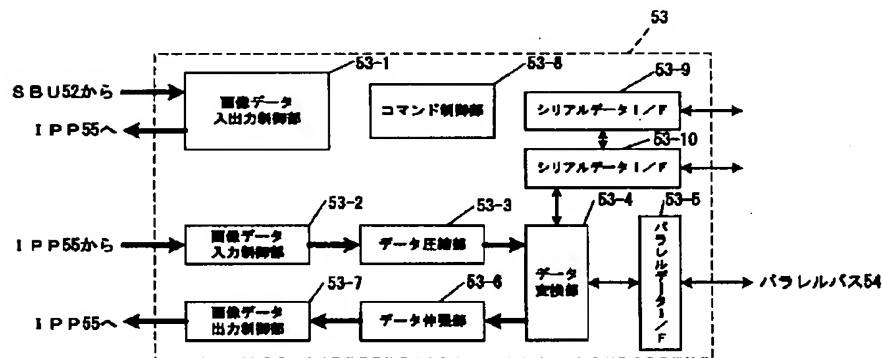 53
53-1
53-8
53-9
SBU52から
画像データ
入出力制御部
コマンド制御部
シリアルデータI/F
IPP55へ
53-10
シリアルデータI/F
53-2
53-3
53-4
53-5
IPP55から
画像データ
入力制御部
データ圧縮部
データ
変換部
パラレルデータI/F
パラレルバス54
53-7
53-6
IPP55へ
画像データ
出力制御部
データ伸張部